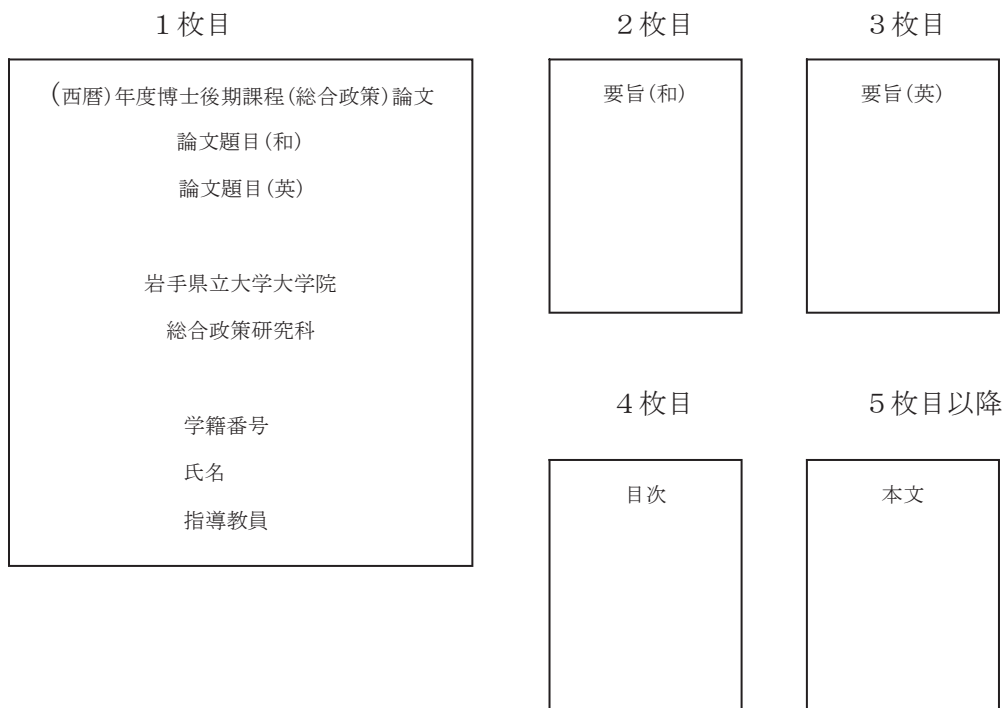 1枚目
(西暦)年度博士後期課程(総合政策)論文
論文題目(和)
論文題目(英)
岩手県立大学大学院
総合政策研究科
学籍番号
氏名
指導教員
2枚目
要旨(和)
3枚目
要旨(英)
4枚目
目次
5枚目以降
本文